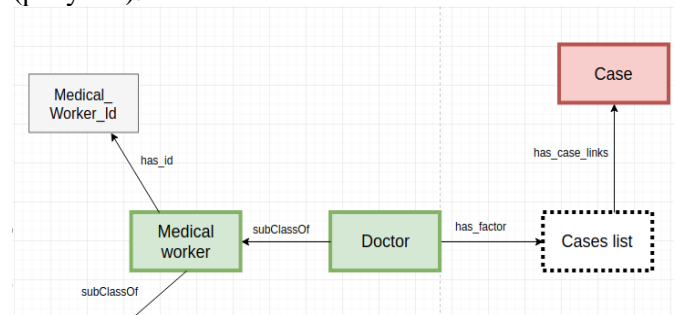 Case
Medical_
Worker_Id
has_id
has_case_links
Medical
worker
subClassOf
Doctor
has_factor
Cases list
subClassOf